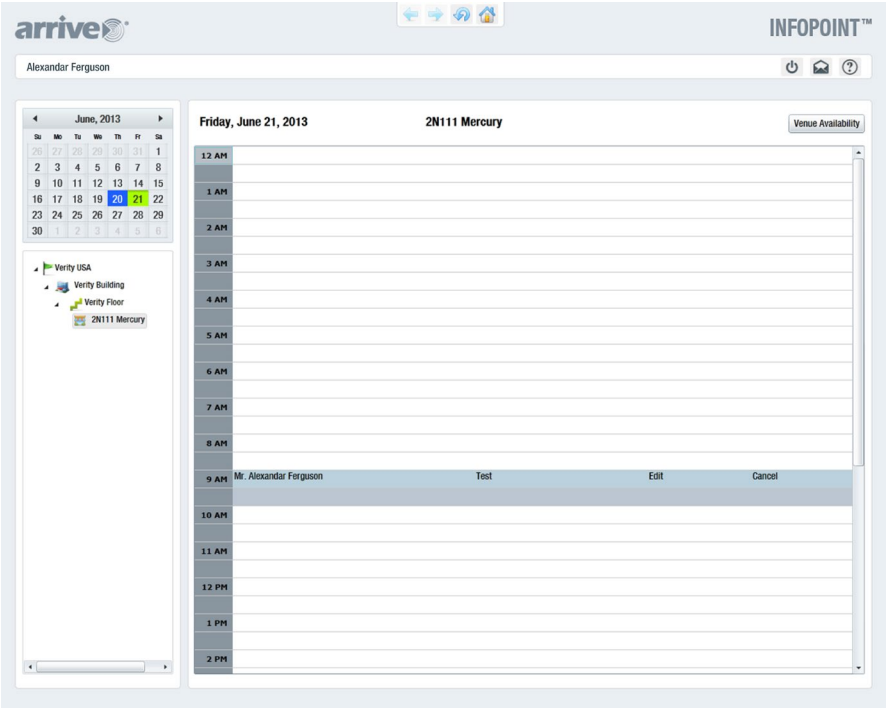 arrive
INFOPOINT™
Alexandar Ferguson
?
June, 2013
Su Mo Tu We Th Fr Sa
26 27 28 29 30 31 1
2 3 4 5 6 7 8
9 10 11 12 13 14 15
16 17 18 19 20 21 22
23 24 25 26 27 28 29
30 1 2 3 4 5 6
Verity USA
Verity Building
Verity Floor
2N111 Mercury
Friday, June 21, 2013 2N111 Mercury Venue Availability
12 AM
1 AM
2 AM
3 AM
4 AM
5 AM
6 AM
7 AM
8 AM
9 AM Mr. Alexandar Ferguson Test Edit Cancel
10 AM
11 AM
12 PM
1 PM
2 PM